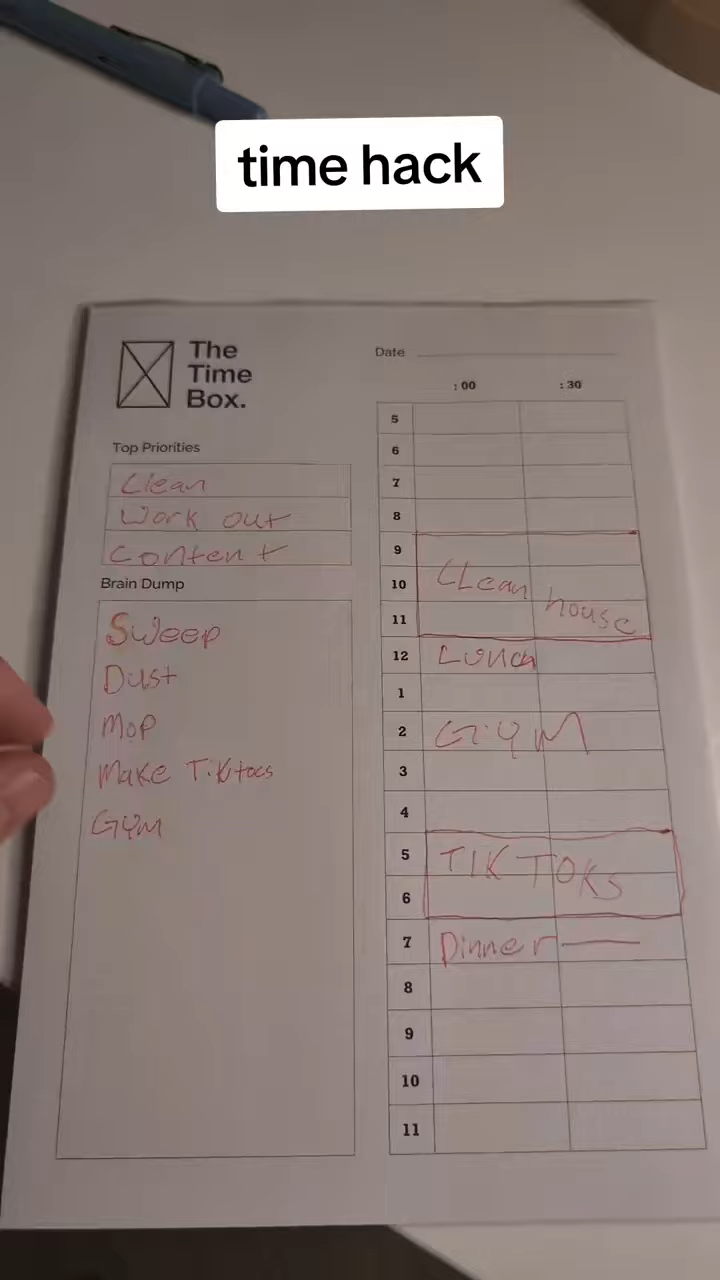 time hack
The
Time
Box.
Top Priorities
Clean
Work out
Content
Brain Dump
Sweep
Dust
Mop
Make Tiktocs
Gym
Date
:00 :30
5
6
7
8
9
10 CLean house
11
12 Lunch
1
2 GYM
3
4
5 TIK TOKS
6
7 Dinner
8
9
10
11